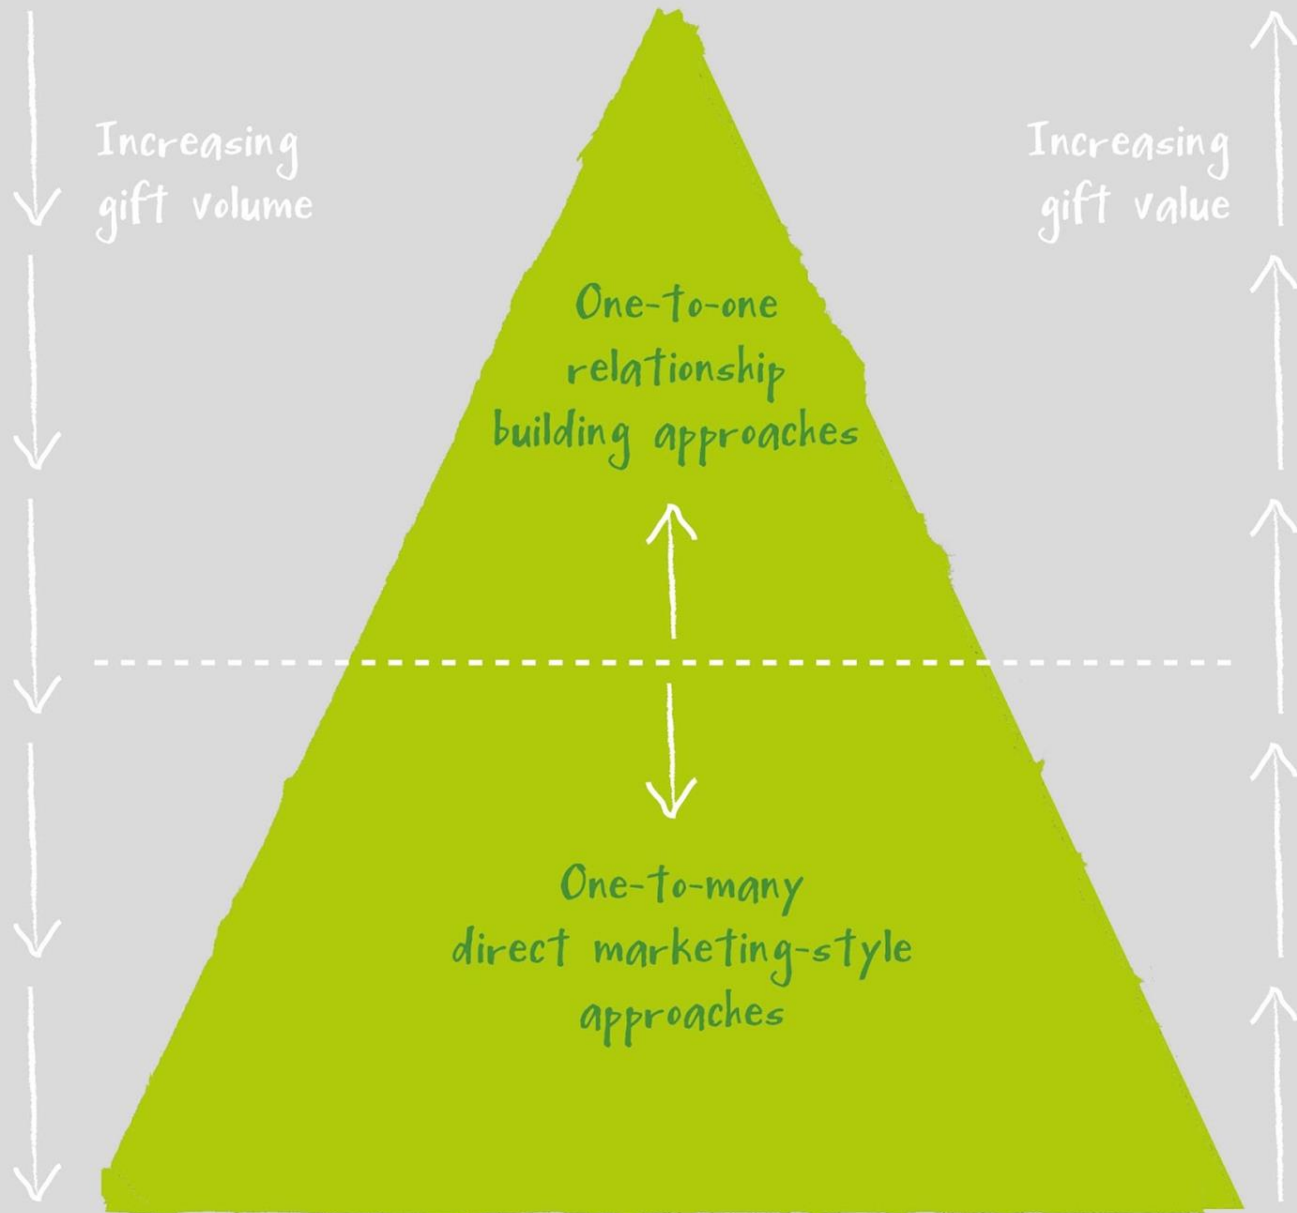 Increasing
gift volume
Increasing
gift value
One-to-one
relationship
building approaches
One-to-many
direct marketing-style
approaches